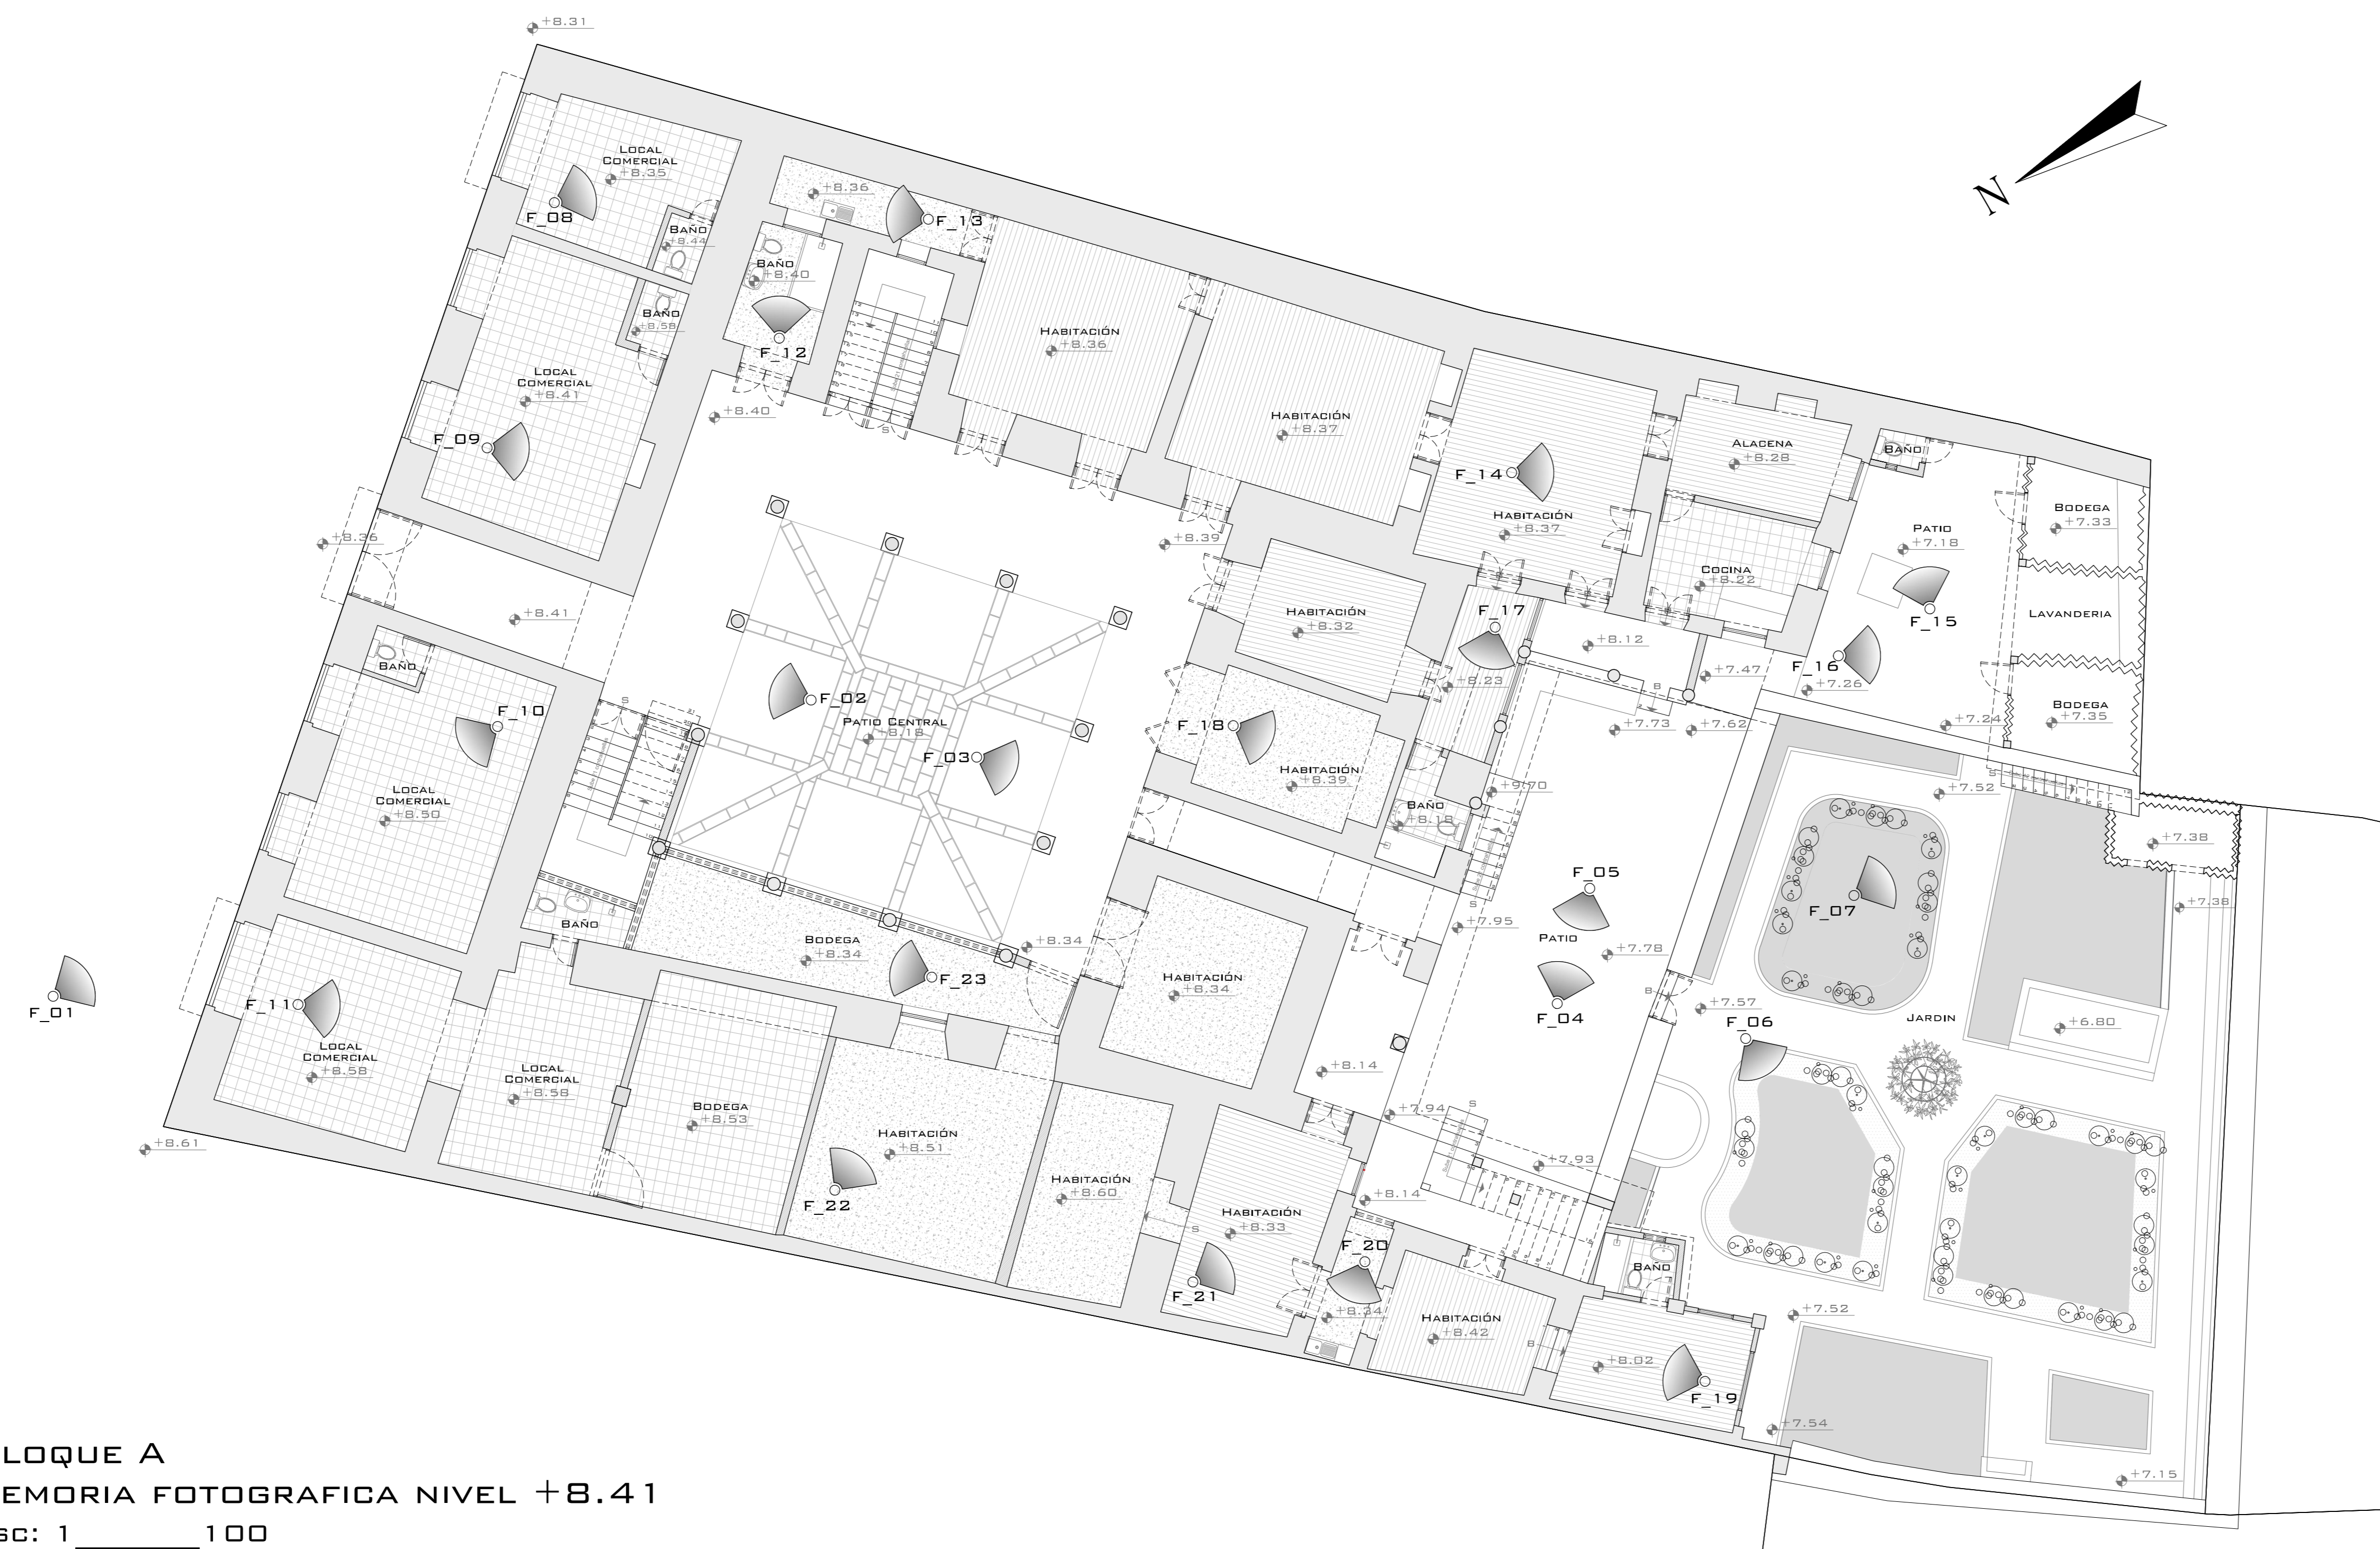 +8.31
N
LOCAL
COMERCIAL
+8.35
F_08
BAÑO
+8.44
+8.36
F_13
BAÑO
+8.40
F_12
BAÑO
+8.58
LOCAL
COMERCIAL
+8.41
F_09
+8.40
S
HABITACIÓN
+8.36
HABITACIÓN
+8.37
F_14
HABITACIÓN
+8.37
ALACENA
+8.28
BAÑO
PATIO
+7.18
BODEGA
+7.33
COCINA
+8.22
F_15
LAVANDERIA
F_16
+7.26
+7.24
BODEGA
+7.35
+8.36
+8.41
+8.39
HABITACIÓN
+8.32
F_17
+8.12
+7.47
+8.23
B
+7.73
+7.62
BAÑO
F_10
S
F_02
PATIO CENTRAL
+8.18
F_03
F_18
HABITACIÓN
+8.39
+9.70
BAÑO
+8.18
S
LOCAL
COMERCIAL
+8.50
BAÑO
BODEGA
+8.34
F_23
+8.34
HABITACIÓN
+8.34
+7.95
F_05
PATIO
+7.78
F_04
B
+7.57
F_06
+7.52
S
F_07
JARDIN
+7.38
+7.38
+6.80
F_01
F_11
LOCAL
COMERCIAL
+8.58
LOCAL
COMERCIAL
+8.58
BODEGA
+8.53
+8.61
HABITACIÓN
+8.51
F_22
HABITACIÓN
+8.60
S
HABITACIÓN
+8.33
F_21
+8.14
+7.94
S
+7.93
+8.14
F_20
+8.34
HABITACIÓN
+8.42
B
BAÑO
+8.02
F_19
+7.52
+7.54
+7.15
LOQUE A
EMORIA FOTOGRAFICA NIVEL +8.41
SC: 1______100